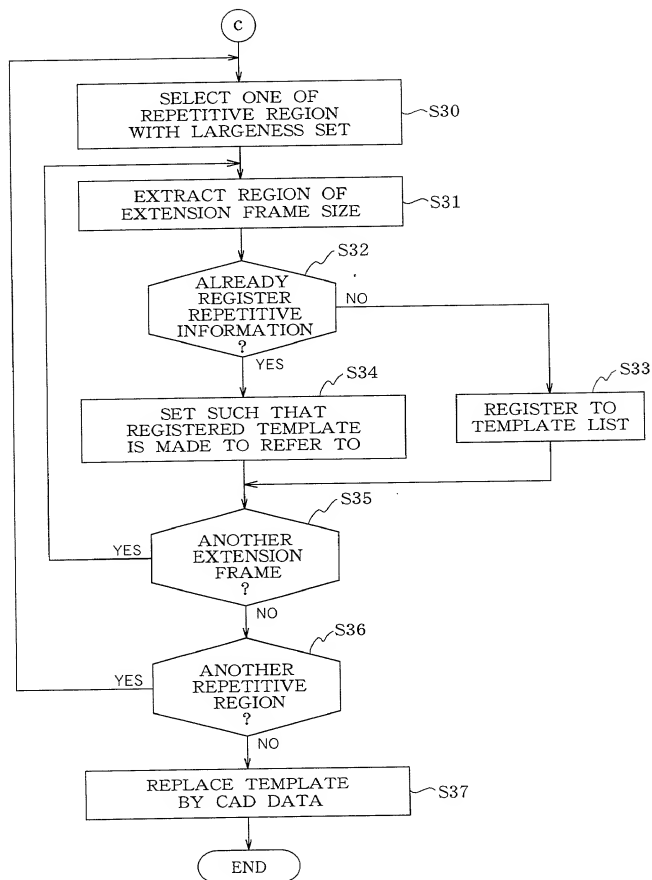 C
SELECT ONE OF
REPETITIVE REGION
WITH LARGENESS SET
S30
EXTRACT REGION OF
EXTENSION FRAME SIZE
S31
S32
ALREADY
REGISTER
REPETITIVE
INFORMATION
?
NO
YES
S34
S33
SET SUCH THAT
REGISTERED TEMPLATE
IS MADE TO REFER TO
REGISTER TO
TEMPLATE LIST
S35
ANOTHER
EXTENSION
FRAME
?
YES
NO
S36
ANOTHER
REPETITIVE
REGION
?
YES
NO
REPLACE TEMPLATE
BY CAD DATA
S37
END